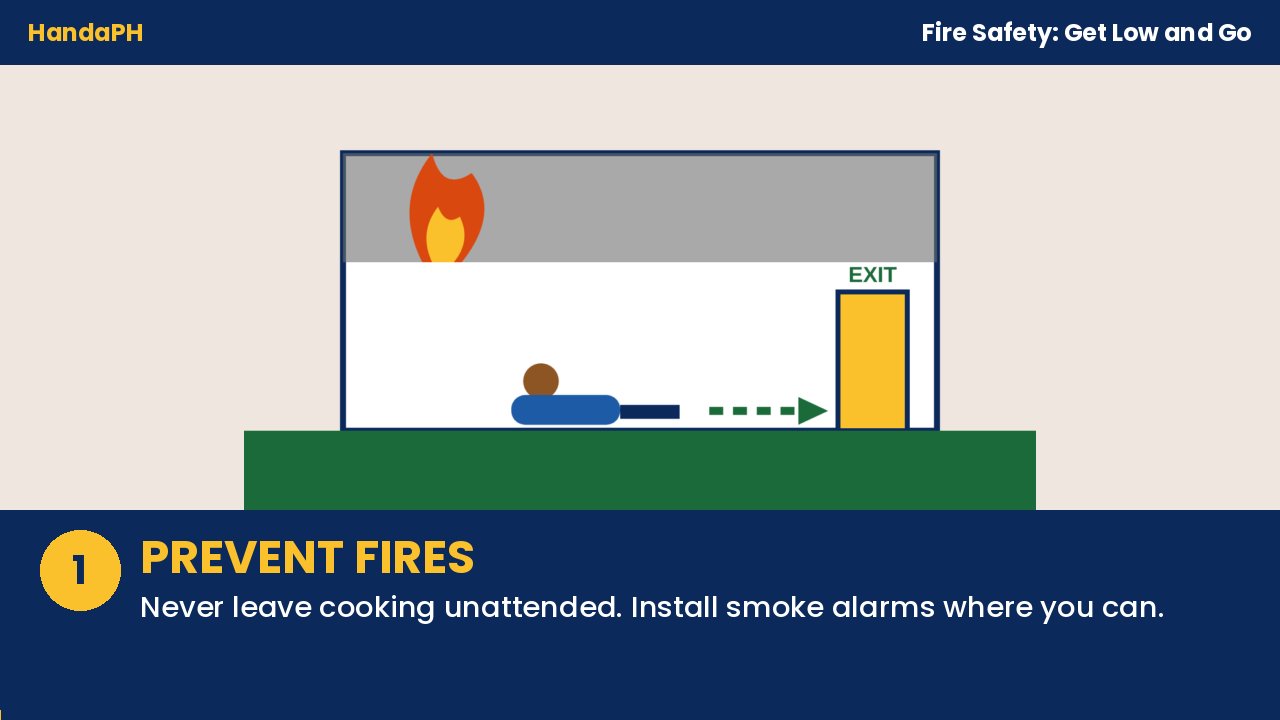 HandaPH
Fire Safety: Get Low and Go
EXIT
1
PREVENT FIRES
Never leave cooking unattended. Install smoke alarms where you can.